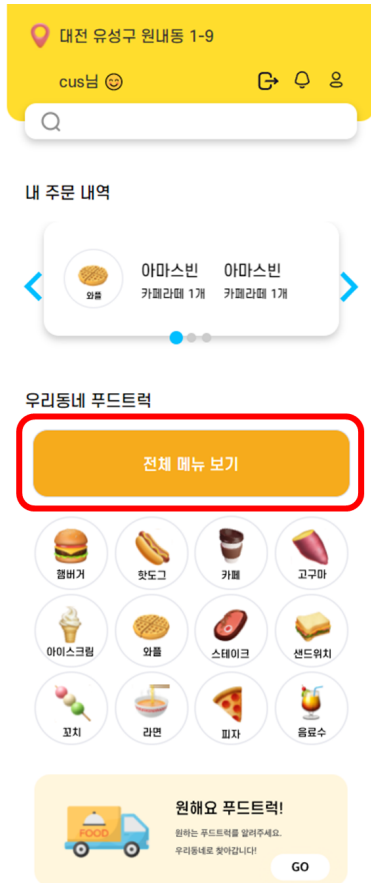 대전 유성구 원내동 1-9
cus님
내 주문 내역
와플
아마스빈 아마스빈
카페라떼 1개 카페라떼 1개
우리동네 푸드트럭
전체 메뉴 보기
햄버거 핫도그 카페 고구마
아이스크림 와플 스테이크 샌드위치
꼬치 라면 피자 음료수
FOOD
원해요 푸드트럭!
원하는 푸드트럭를 알려주세요.
우리동네로 찾아갑니다!
GO